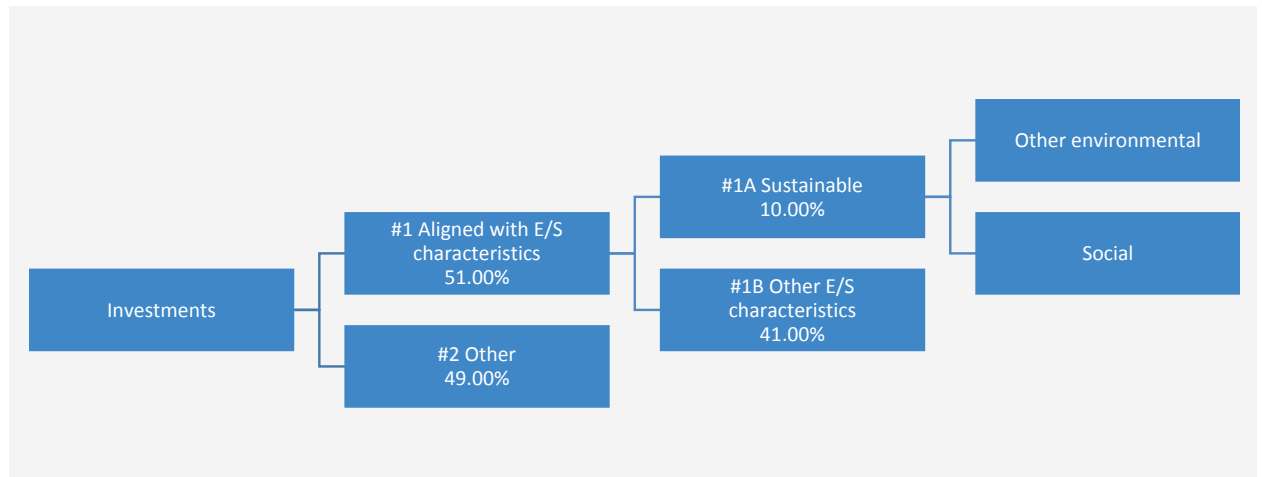 Investments
#1 Aligned with E/S
characteristics
51.00%
#2 Other
49.00%
#1A Sustainable
10.00%
#1B Other E/S
characteristics
41.00%
Other environmental
Social